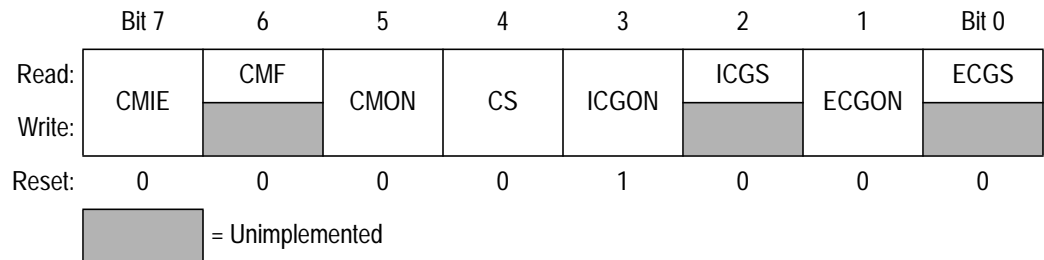 Bit 7 6 5 4 3 2 1 Bit 0
Read: CMIE CMF CMON CS ICGON ICGS ECGON ECGS
Write:
Reset: 0 0 0 0 1 0 0 0
= Unimplemented